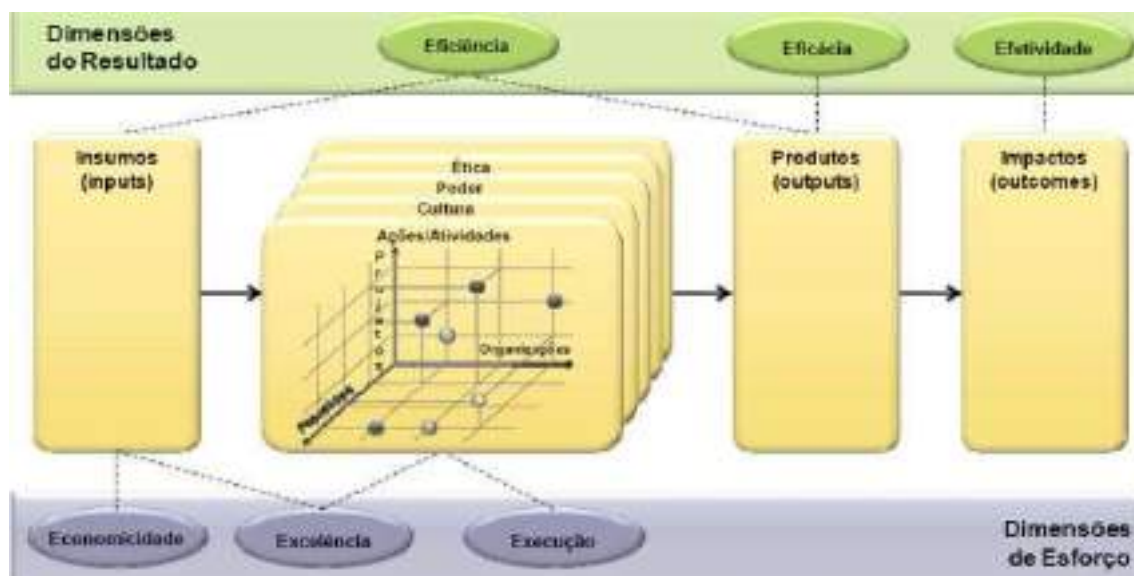 Dimensões
do Resultado
Eficiência
Eficácia
Efetividade
Insumos
(inputs)
Ética
Poder
Cultura
Ações/Atividades
Organizações
Produtos
(outputs)
Impactos
(outcomes)
Economicidade
Excelência
Execução
Dimensões
de Esforço